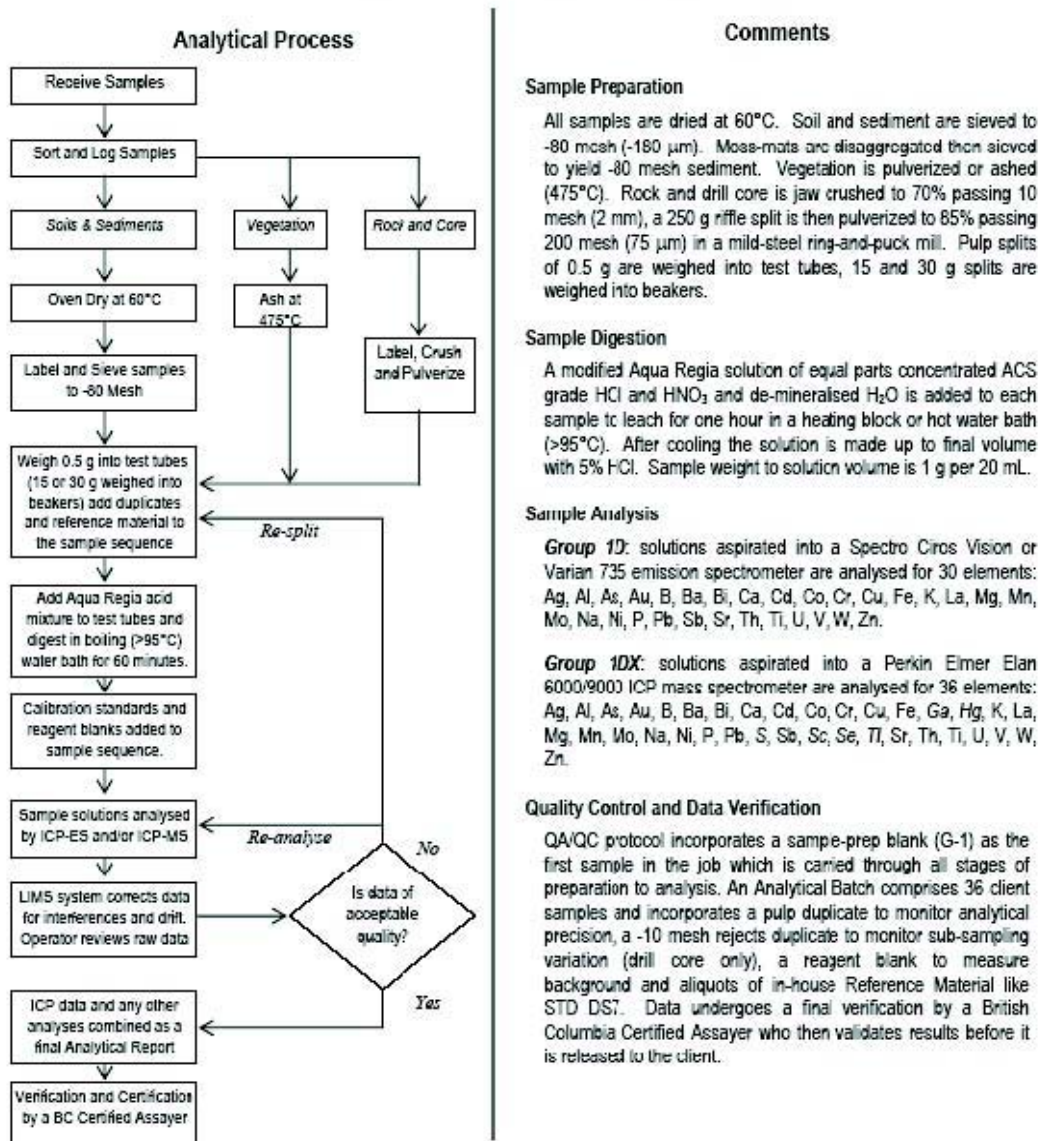 Analytical Process
Receive Samples
Sort and Log Samples
Soils & Sediments
Vegetation
Rock and Core
Oven Dry at 60°C
Ash at
475°C
Label, Crush
and Pulverize
Label and Sieve samples
to -80 Mesh
Weigh 0.5 g into test tubes
(15 or 30 g weighed into
beakers) add duplicates
and reference material to
the sample sequence
Re-split
Add Aqua Regia acid
mixture to test tubes and
digest in boiling (>95°C)
water bath for 60 minutes.
Calibration standards and
reagent blanks added to
sample sequence.
Sample solutions analysed
by ICP-ES and/or ICP-MS
Re-analyse
No
LIMS system corrects data
for interferences and drift.
Operator reviews raw data
Is data of
acceptable
quality?
Yes
ICP data and any other
analyses combined as a
final Analytical Report
Verification and Certification
by a BC Certified Assayer
Comments
Sample Preparation
All samples are dried at 60°C. Soil and sediment are sieved to
-80 mesh (-180 µm). Moss-mats are disaggregated then sieved
to yield -80 mesh sediment. Vegetation is pulverized or ashed
(475°C). Rock and drill core is jaw crushed to 70% passing 10
mesh (2 mm), a 250 g riffle split is then pulverized to 85% passing
200 mesh (75 µm) in a mild-steel ring-and-puck mill. Pulp splits
of 0.5 g are weighed into test tubes, 15 and 30 g splits are
weighed into beakers.
Sample Digestion
A modified Aqua Regia solution of equal parts concentrated ACS
grade HCl and HNO₃ and de-mineralised H₂O is added to each
sample to leach for one hour in a heating block or hot water bath
(>95°C). After cooling the solution is made up to final volume
with 5% HCl. Sample weight to solution volume is 1 g per 20 mL.
Sample Analysis
Group 1D: solutions aspirated into a Spectro Ciros Vision or
Varian 735 emission spectrometer are analysed for 30 elements:
Ag, Al, As, Au, B, Ba, Bi, Ca, Cd, Co, Cr, Cu, Fe, K, La, Mg, Mn,
Mo, Na, Ni, P, Pb, Sb, Sr, Th, Ti, U, V, W, Zn.
Group 1DX: solutions aspirated into a Perkin Elmer Elan
6000/9000 ICP mass spectrometer are analysed for 36 elements:
Ag, Al, As, Au, B, Ba, Bi, Ca, Cd, Co, Cr, Cu, Fe, Ga, Hg, K, La,
Mg, Mn, Mo, Na, Ni, P, Pb, S, Sb, Sc, Se, Tl, Sr, Th, Ti, U, V, W,
Zn.
Quality Control and Data Verification
QA/QC protocol incorporates a sample-prep blank (G-1) as the
first sample in the job which is carried through all stages of
preparation to analysis. An Analytical Batch comprises 36 client
samples and incorporates a pulp duplicate to monitor analytical
precision, a -10 mesh rejects duplicate to monitor sub-sampling
variation (drill core only), a reagent blank to measure
background and aliquots of in-house Reference Material like
STD DS7. Data undergoes a final verification by a British
Columbia Certified Assayer who then validates results before it
is released to the client.